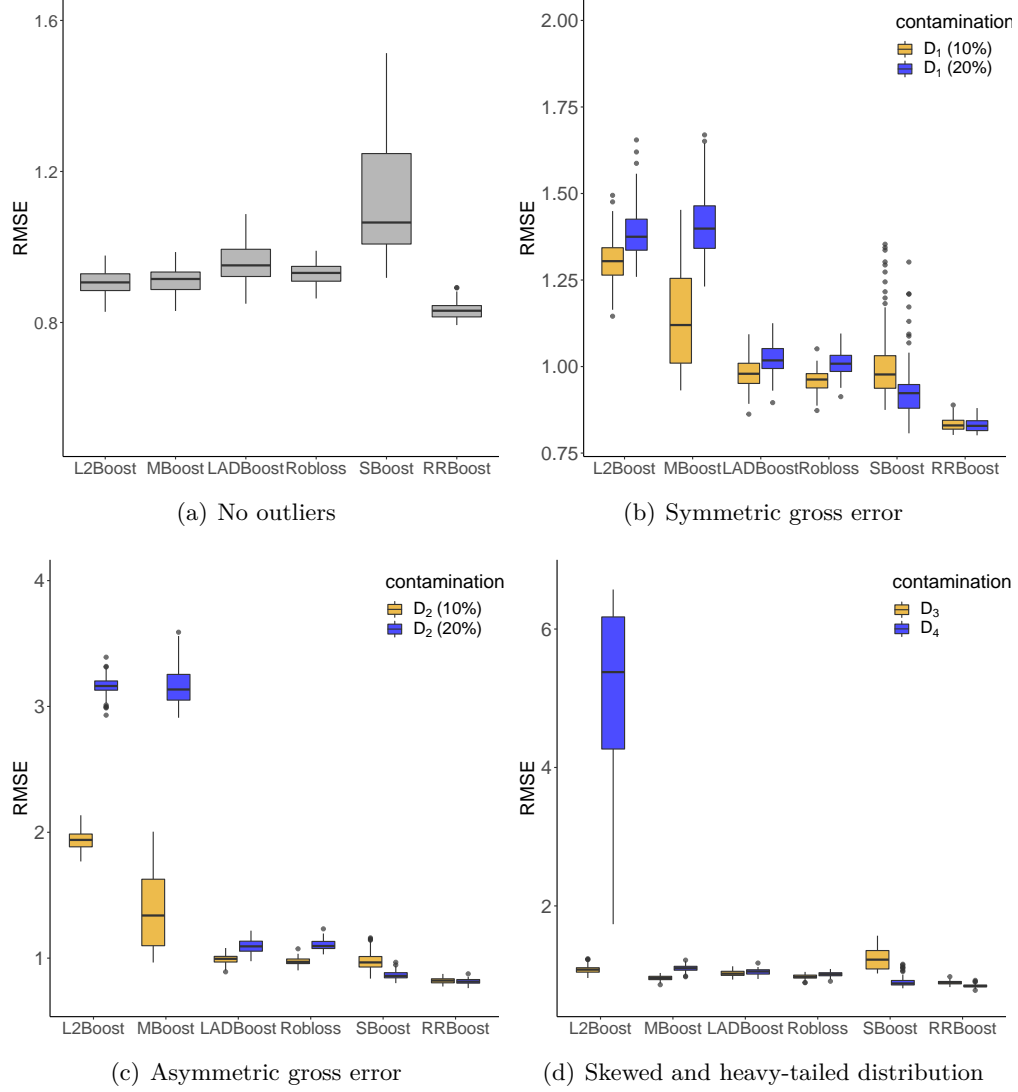 1.6
1.2
0.8
RMSE
L2Boost MBoost LADBoost Robloss SBoost RRBoost
(a) No outliers
2.00
1.75
1.50
1.25
1.00
0.75
RMSE
contamination
D₁ (10%)
D₁ (20%)
L2Boost MBoost LADBoost Robloss SBoost RRBoost
(b) Symmetric gross error
4
3
2
1
RMSE
contamination
D₂ (10%)
D₂ (20%)
L2Boost MBoost LADBoost Robloss SBoost RRBoost
(c) Asymmetric gross error
6
4
2
RMSE
contamination
D₃
D₄
L2Boost MBoost LADBoost Robloss SBoost RRBoost
(d) Skewed and heavy-tailed distribution